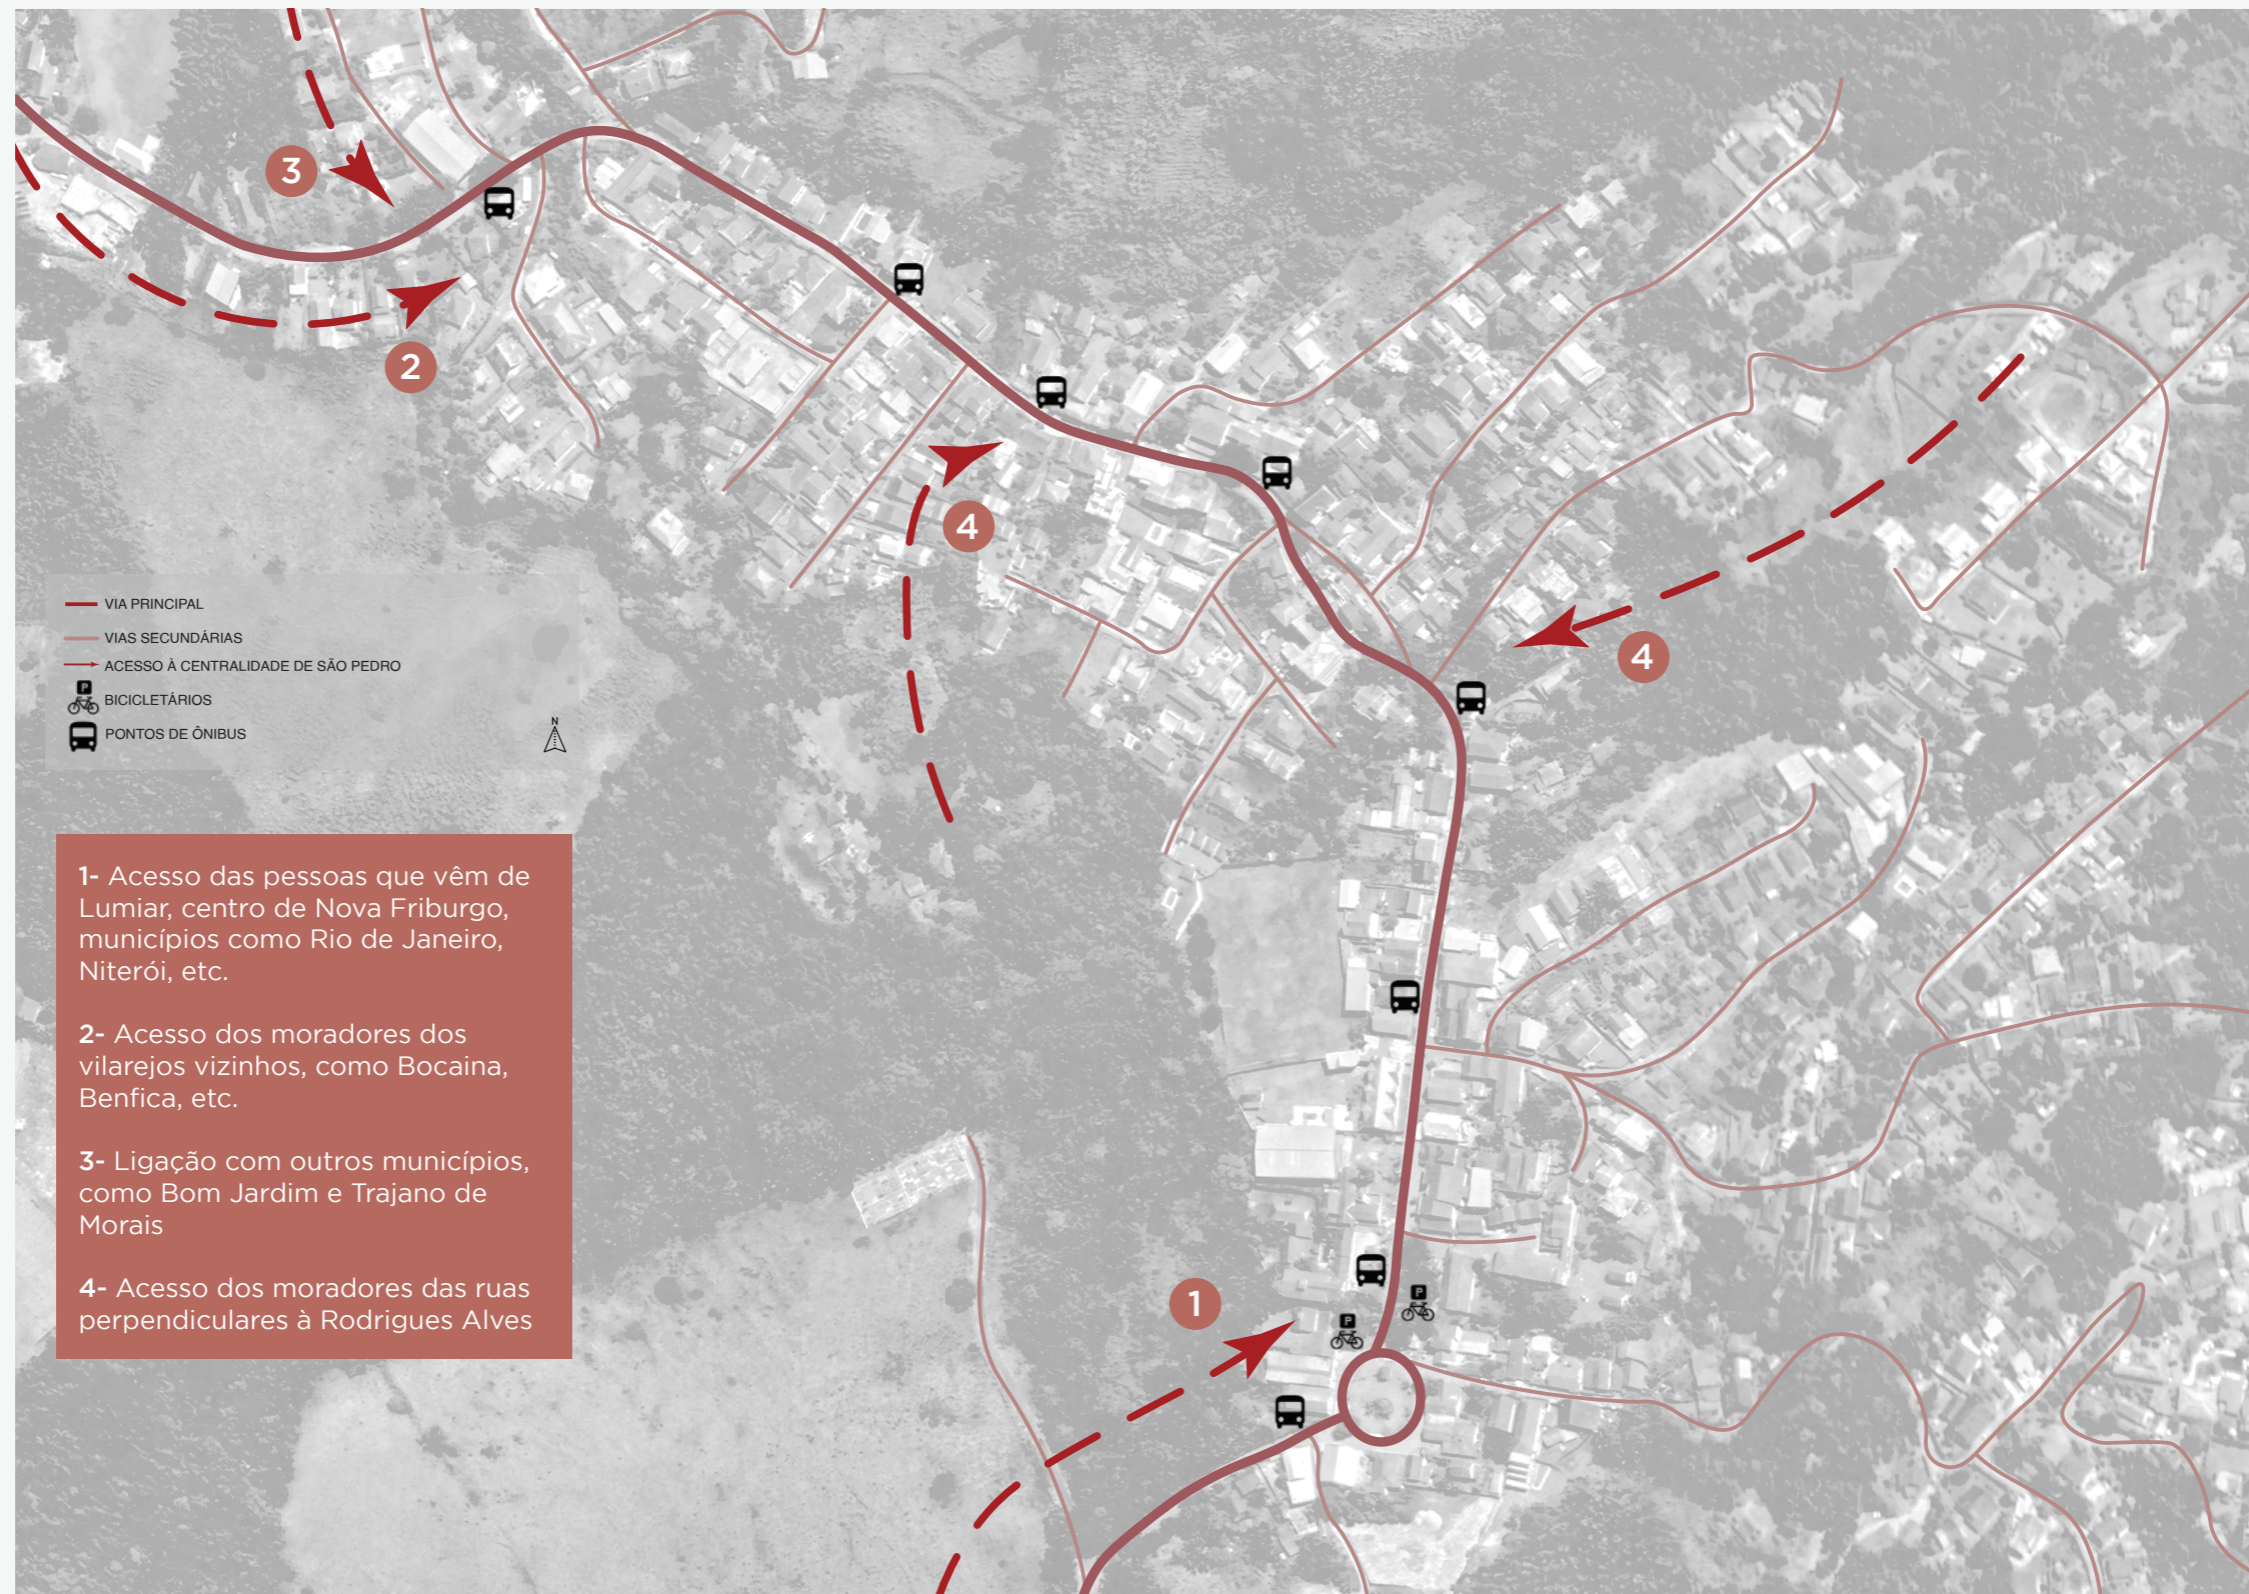 3
2
4
4
VIA PRINCIPAL
VIAS SECUNDÁRIAS
ACESSO À CENTRALIDADE DE SÃO PEDRO
P
BICICLETÁRIOS
PONTOS DE ÔNIBUS
N
1- Acesso das pessoas que vêm de
Lumiar, centro de Nova Friburgo,
municípios como Rio de Janeiro,
Niterói, etc.
2- Acesso dos moradores dos
vilarejos vizinhos, como Bocaina,
Benfica, etc.
3- Ligação com outros municípios,
como Bom Jardim e Trajano de
Morais
4- Acesso dos moradores das ruas
perpendiculares à Rodrigues Alves
1
P
P